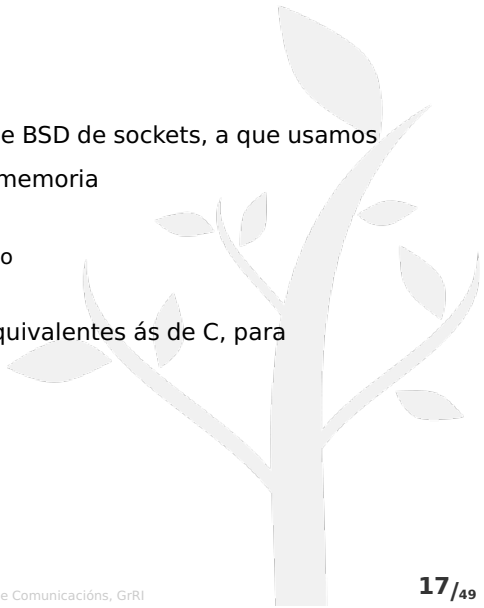 e BSD de sockets, a que usamos
memoria
o
quivalentes ás de C, para
e Comunicacións, GrRI
17/49